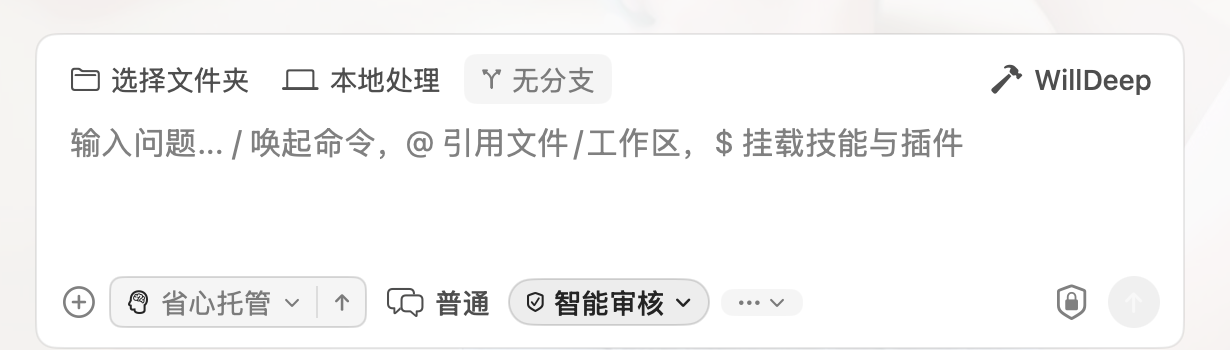 选择文件夹 本地处理 无分支 WillDeep
输入问题... / 唤起命令，@ 引用文件/工作区，$ 挂载技能与插件
省心托管 普通 智能审核 ...